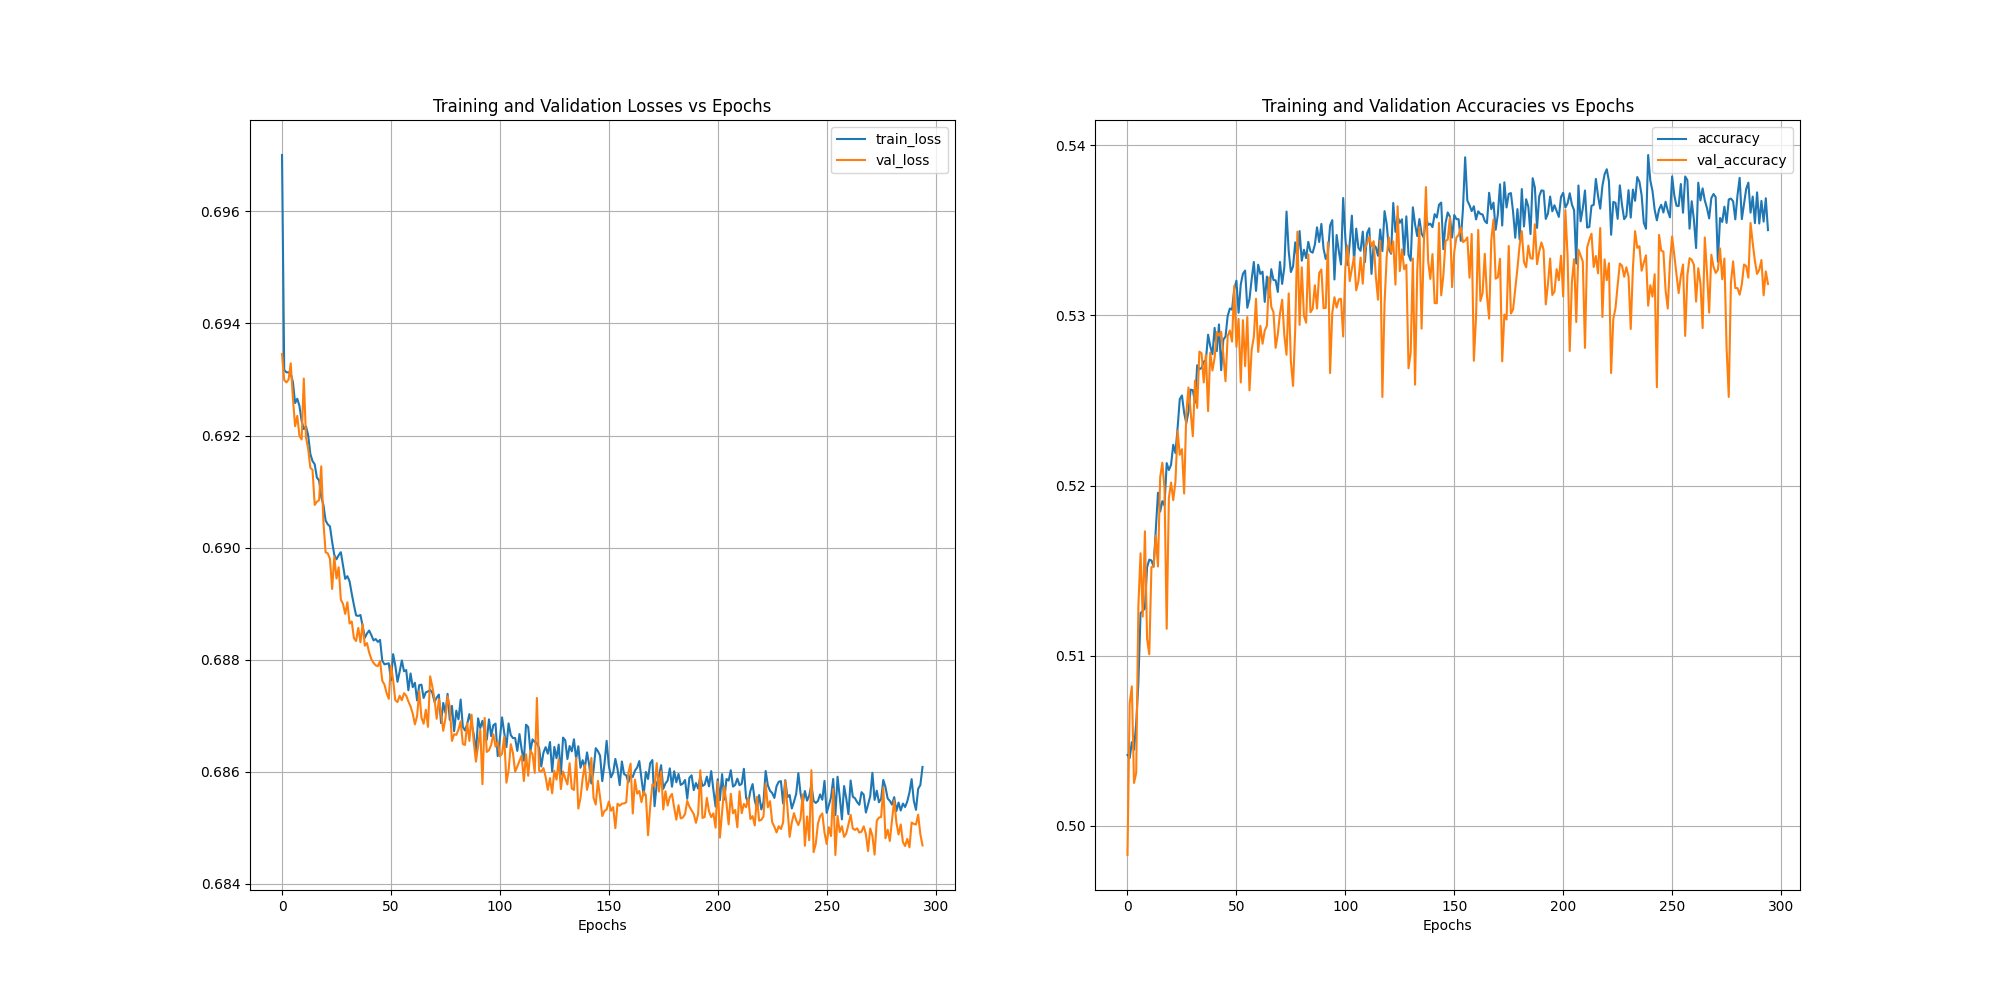 Training and Validation Losses vs Epochs
train_loss
val_loss
0.696
0.694
0.692
0.690
0.688
0.686
0.684
0 50 100 150 200 250 300
Epochs
Training and Validation Accuracies vs Epochs
accuracy
val_accuracy
0.54
0.53
0.52
0.51
0.50
0 50 100 150 200 250 300
Epochs